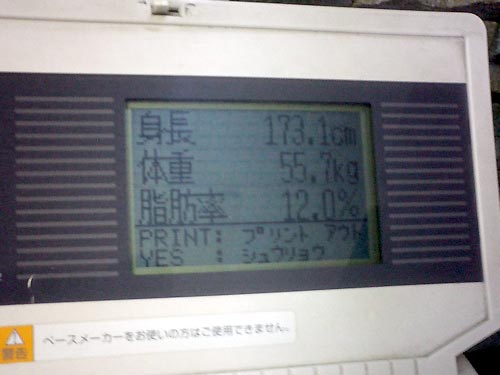 身長 173.1cm
体重 55.7kg
脂肪率 12.0%
PRINT: プリント アウト
YES : シュウリョウ
警告 ペースメーカーをお使いの方はご使用できません。